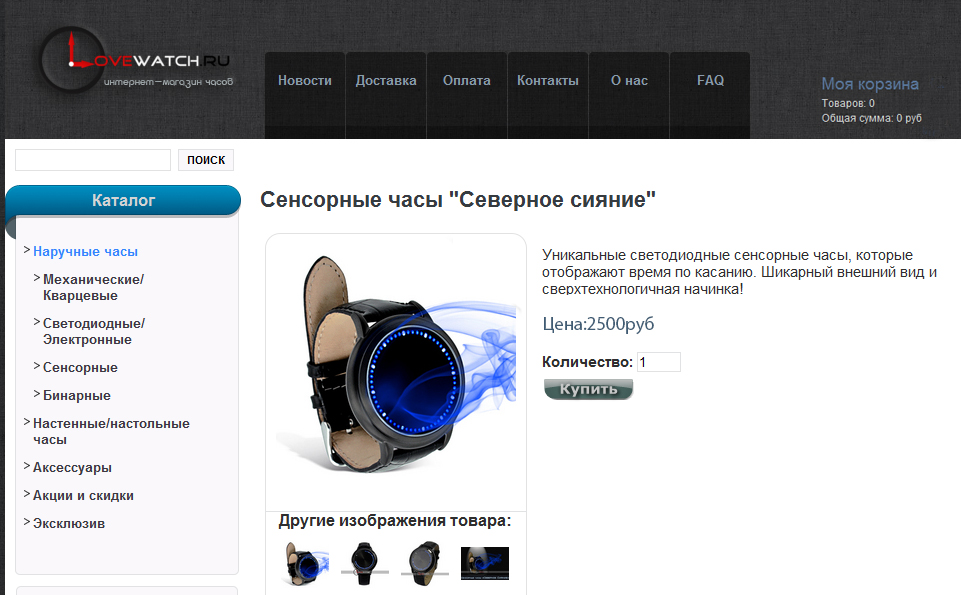 LOVEWATCH.RU
интернет-магазин часов
Новости
Доставка
Оплата
Контакты
О нас
FAQ
Моя корзина
Товаров: 0
Общая сумма: 0 руб
ПОИСК
Каталог
Сенсорные часы "Северное сияние"
> Наручные часы
> Механические/
Кварцевые
> Светодиодные/
Электронные
> Сенсорные
> Бинарные
> Настенные/настольные
часы
> Аксессуары
> Акции и скидки
> Эксклюзив
Уникальные светодиодные сенсорные часы, которые
отображают время по касанию. Шикарный внешний вид и
сверхтехнологичная начинка!
Цена:2500руб
Количество: 1
Купить
Другие изображения товара: